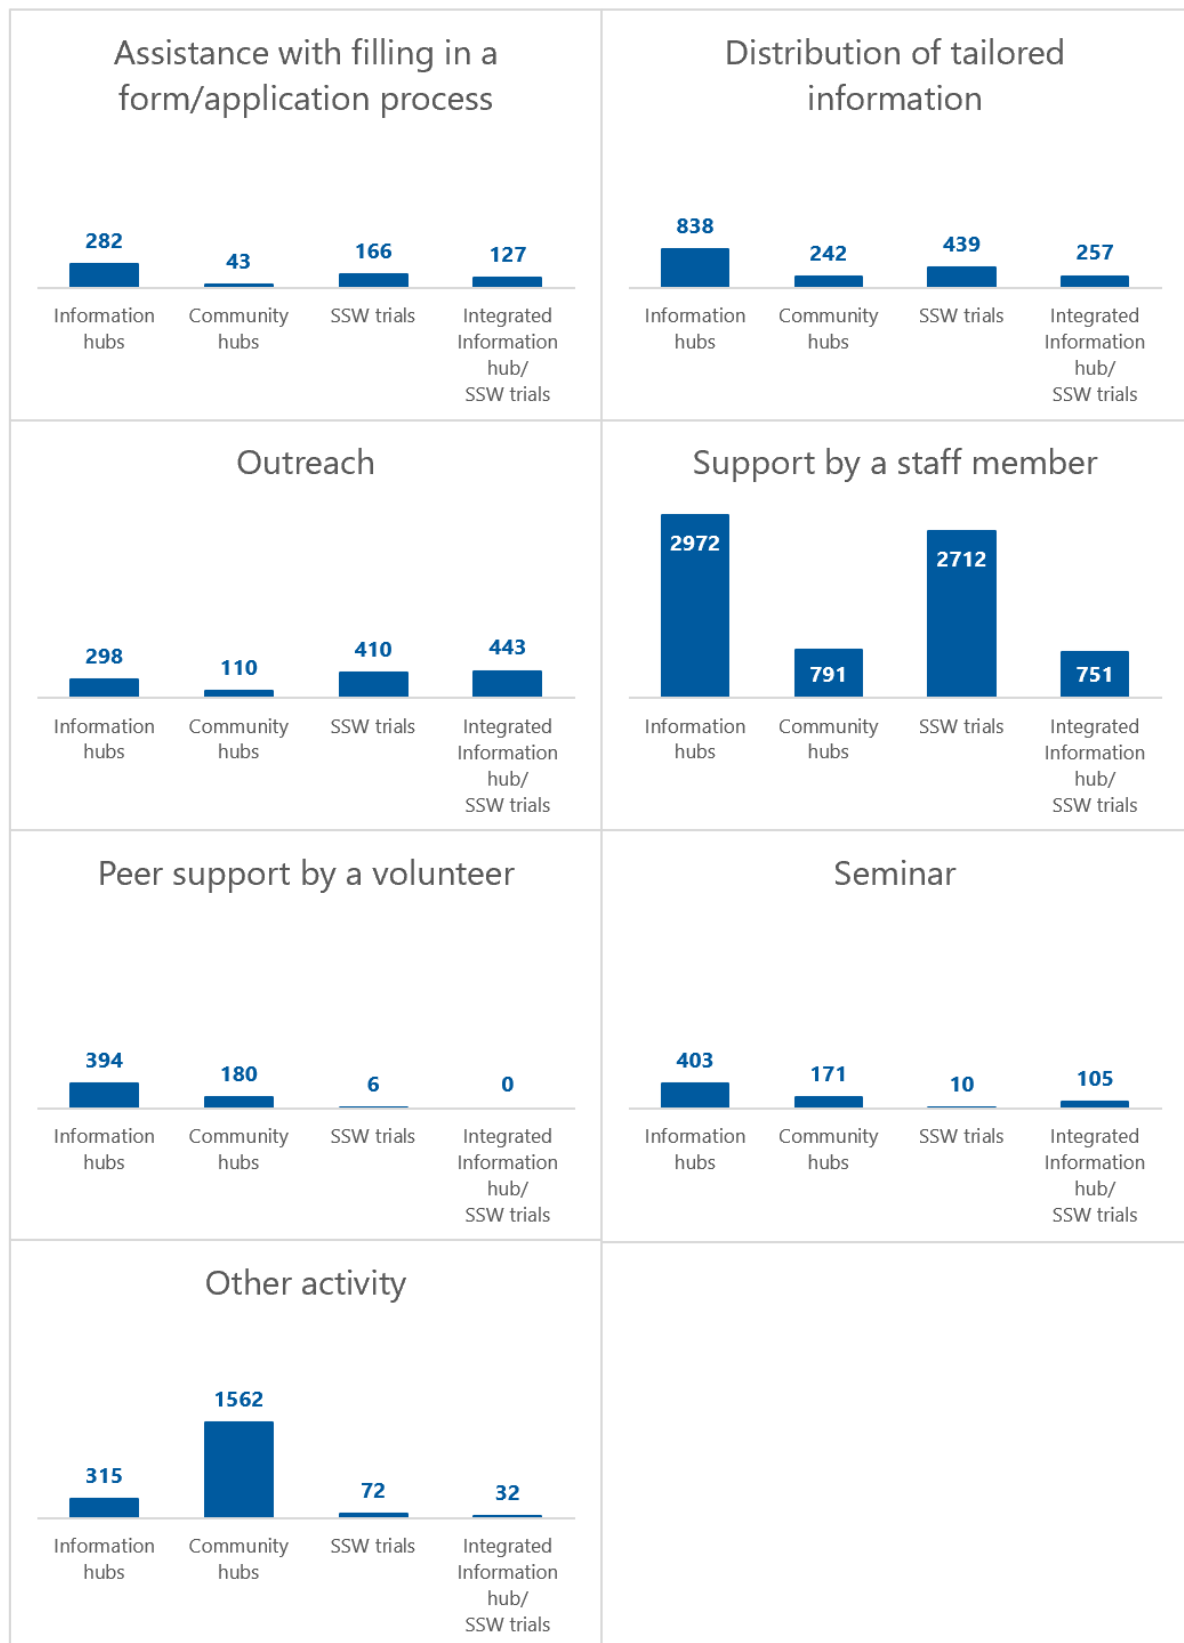 Assistance with filling in a
form/application process
282
43
166
127
Information
hubs
Community
hubs
SSW trials
Integrated
Information
hub/
SSW trials
Distribution of tailored
information
838
242
439
257
Information
hubs
Community
hubs
SSW trials
Integrated
Information
hub/
SSW trials
Outreach
298
110
410
443
Information
hubs
Community
hubs
SSW trials
Integrated
Information
hub/
SSW trials
Support by a staff member
2972
791
2712
751
Information
hubs
Community
hubs
SSW trials
Integrated
Information
hub/
SSW trials
Peer support by a volunteer
394
180
6
0
Information
hubs
Community
hubs
SSW trials
Integrated
Information
hub/
SSW trials
Seminar
403
171
10
105
Information
hubs
Community
hubs
SSW trials
Integrated
Information
hub/
SSW trials
Other activity
315
1562
72
32
Information
hubs
Community
hubs
SSW trials
Integrated
Information
hub/
SSW trials